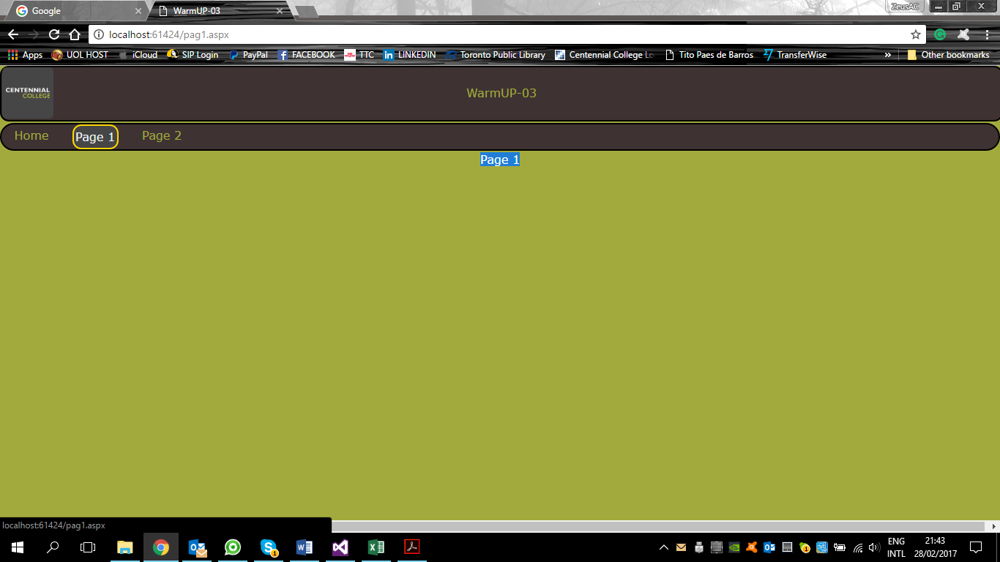 Google
WarmUP-03
ZeusAC
localhost:61424/pag1.aspx
Apps UOL HOST iCloud SIP Login PayPal FACEBOOK TTC LINKEDIN Toronto Public Library Centennial College Lo Tito Paes de Barros TransferWise » Other bookmarks
CENTENNIAL
COLLEGE
WarmUP-03
Home Page 1 Page 2
Page 1
localhost:61424/pag1.aspx
ENG 21:43
INTL 28/02/2017